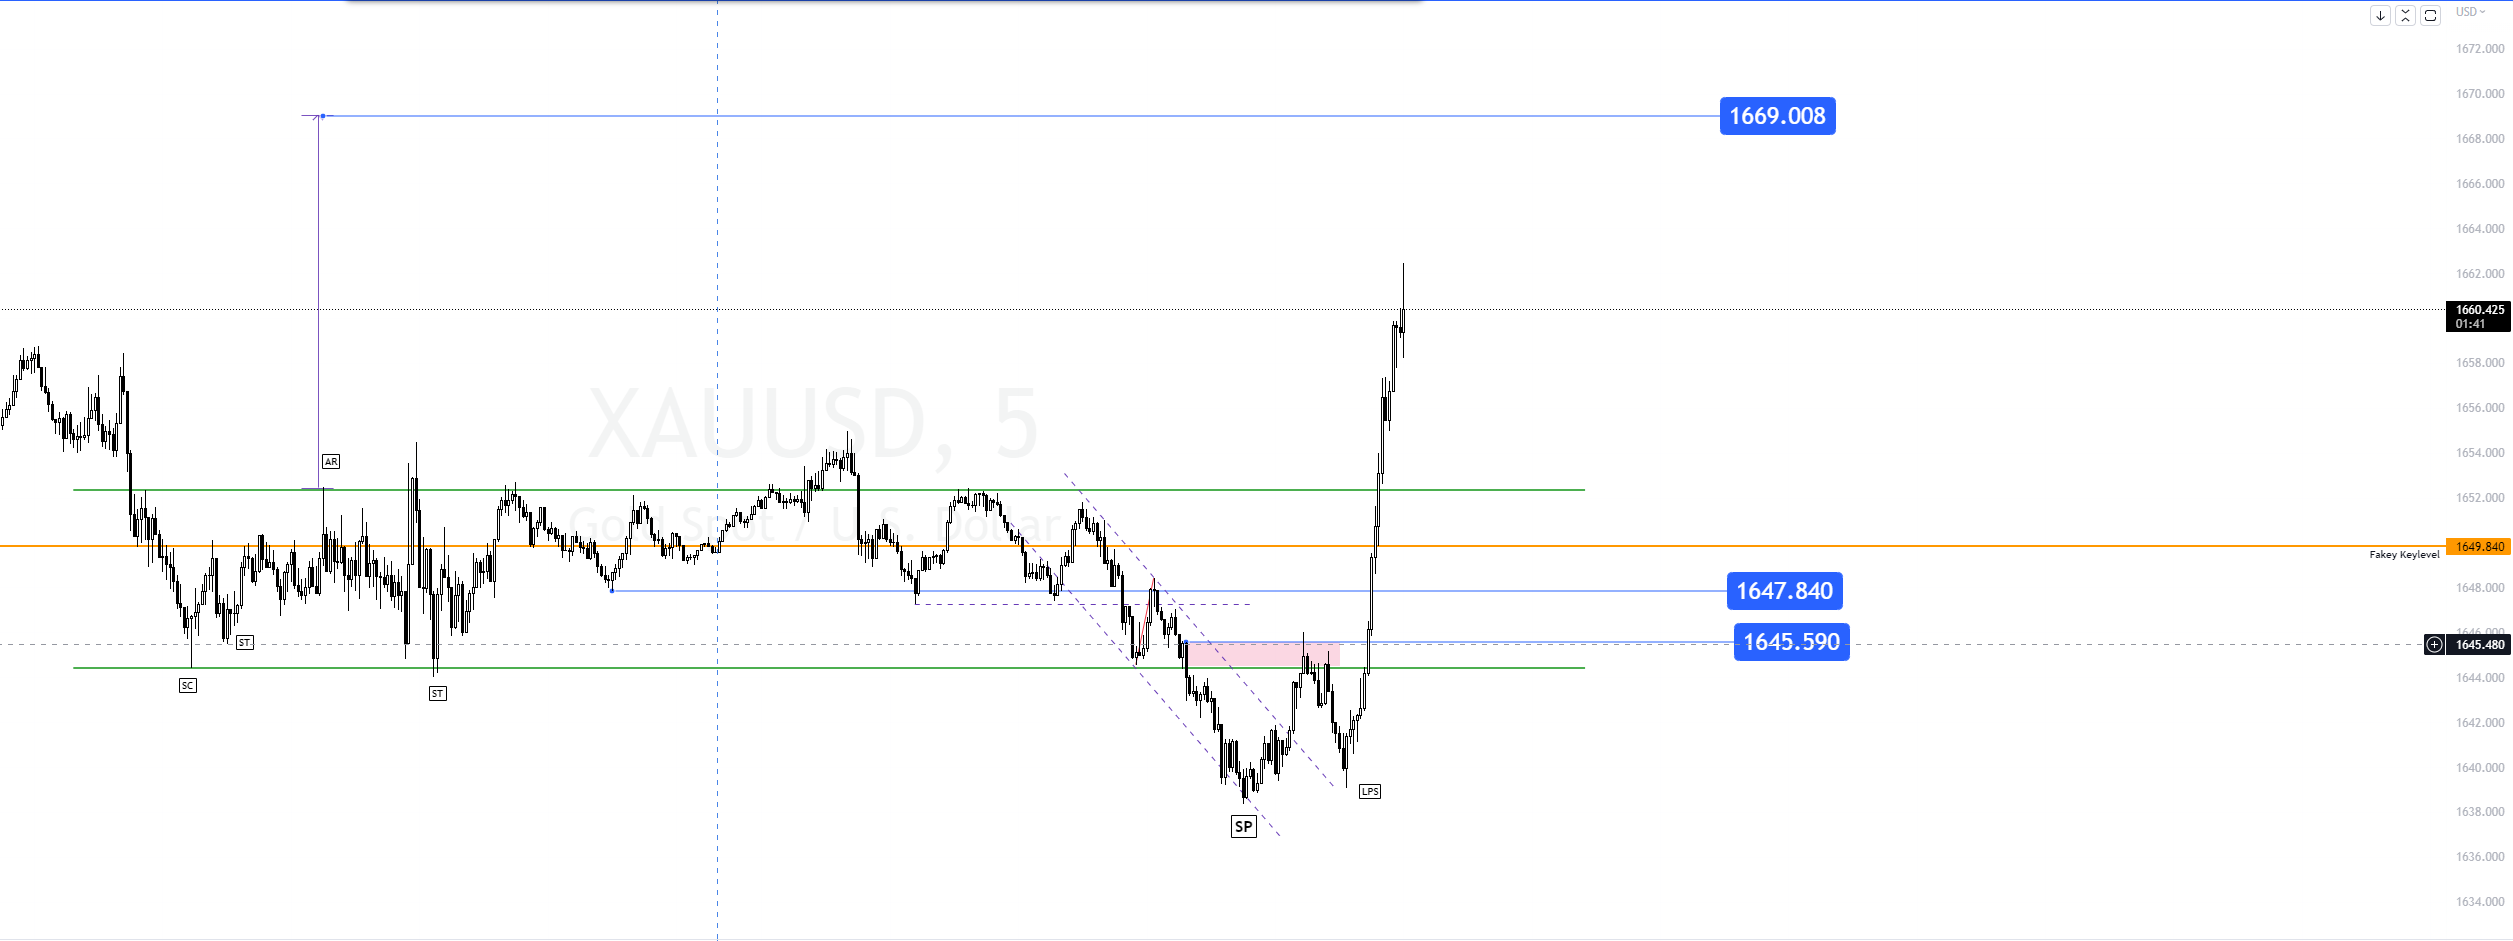 USD
1672.000
1670.000
1669.008
1668.000
1666.000
1664.000
1662.000
1660.425
01:41
1658.000
1656.000
XAUUSD, 5
1654.000
AR
1652.000
Gold Spot / U.S. Dollar
1649.840
Fakey Keylevel
1648.000
1647.840
1646.000
ST
1645.590
1645.480
1644.000
SC
ST
1642.000
1640.000
LPS
1638.000
SP
1636.000
1634.000